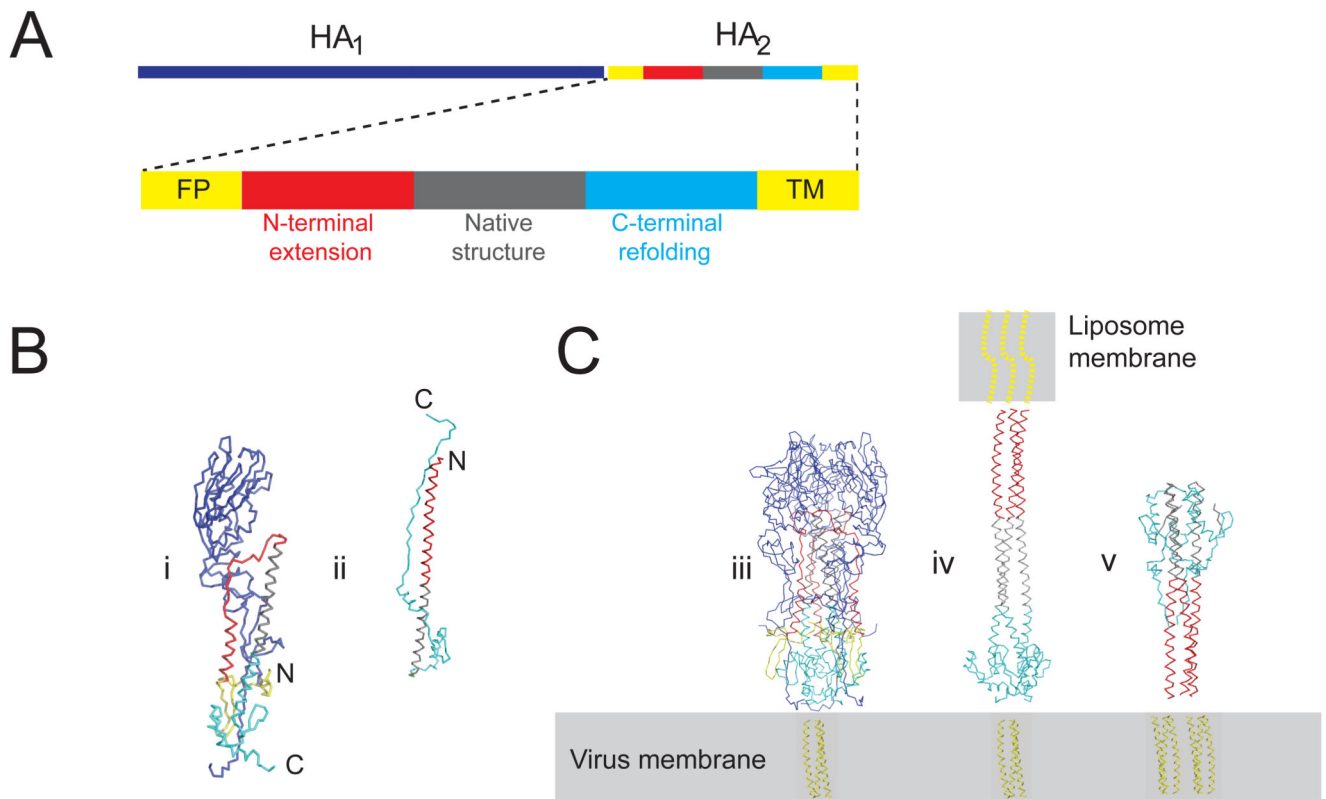 A
HA1
HA2
FP
TM
N-terminal
extension
Native
structure
C-terminal
refolding
B
i
N
C
ii
C
N
C
Liposome
membrane
iii
iv
v
Virus membrane